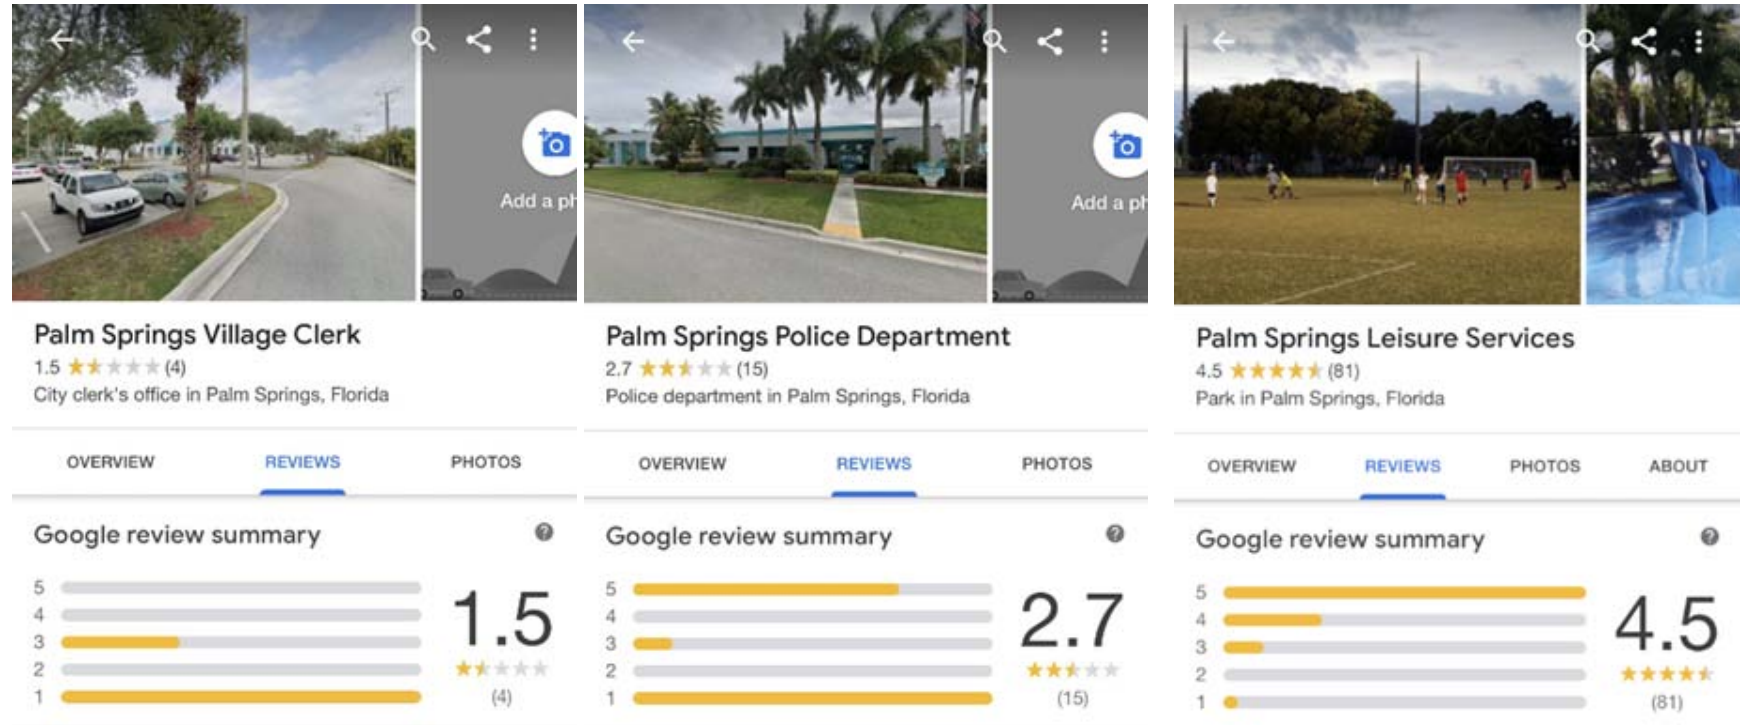 Add a ph
Palm Springs Village Clerk
1.5 (4)
City clerk's office in Palm Springs, Florida
OVERVIEW REVIEWS PHOTOS
Google review summary
5
4
3
2
1
1.5
(4)
Add a ph
Palm Springs Police Department
2.7 (15)
Police department in Palm Springs, Florida
OVERVIEW REVIEWS PHOTOS
Google review summary
5
4
3
2
1
2.7
(15)
Palm Springs Leisure Services
4.5 (81)
Park in Palm Springs, Florida
OVERVIEW REVIEWS PHOTOS ABOUT
Google review summary
5
4
3
2
1
4.5
(81)